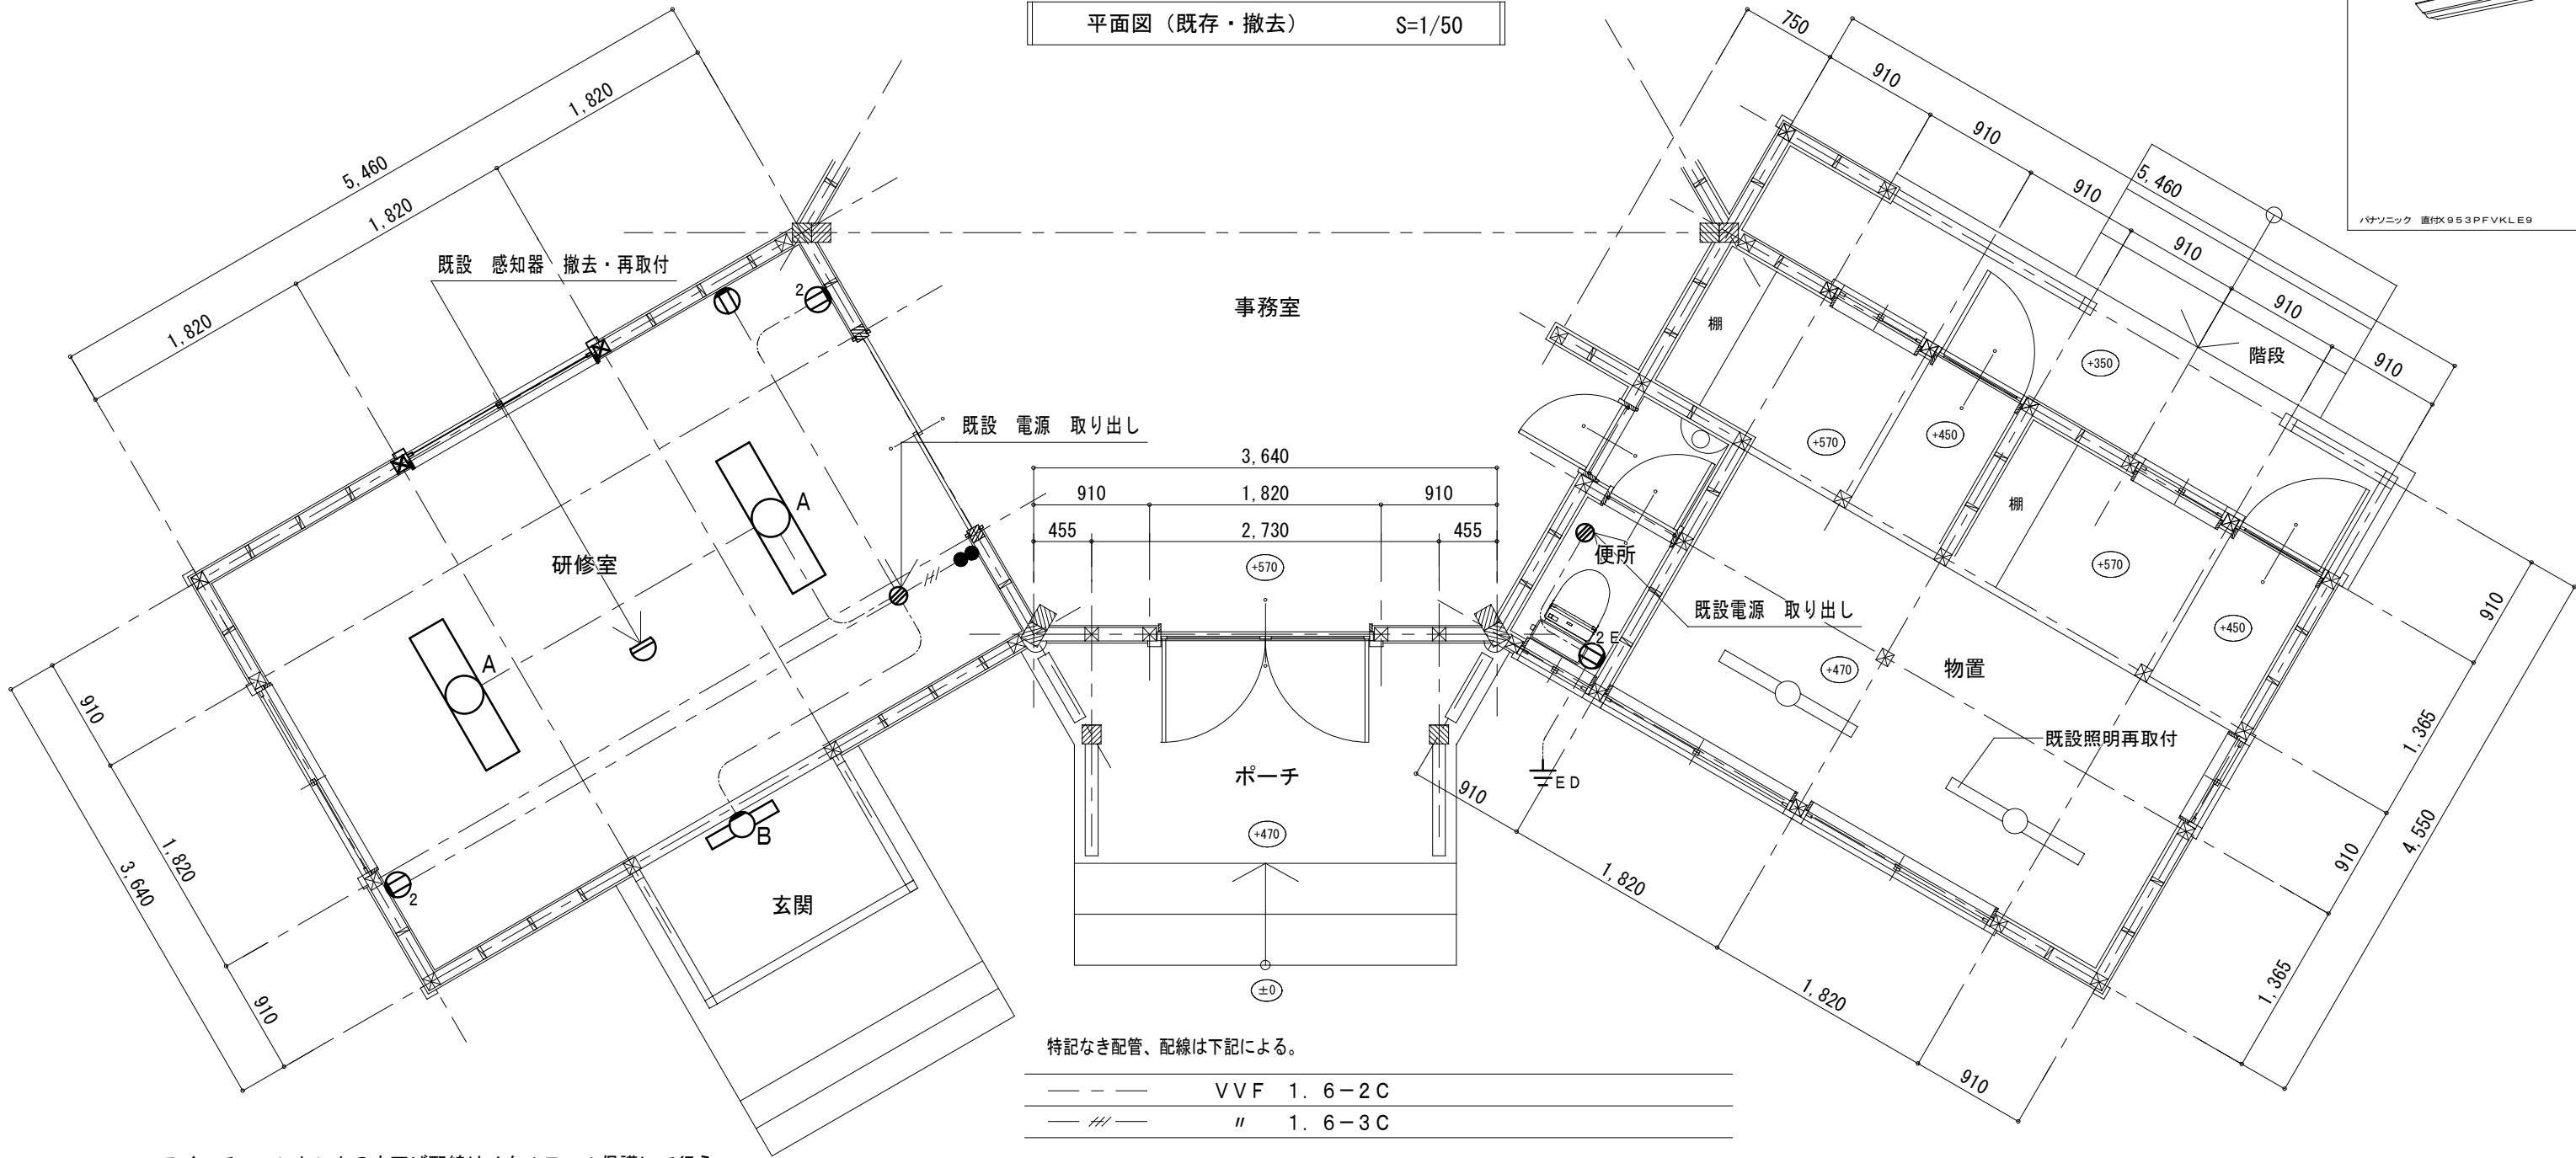 平面図（既存・撤去） S=1/50
パナソニック 直付X953PFVKLE9
5,460
1,820
1,820
1,820
既設 感知器 撤去・再取付
2
既設 電源 取り出し
研修室
A
A
B
2
玄関
910
1,820
910
3,640
事務室
3,640
910 1,820 910
455 2,730 455
+570
ポーチ
+470
±0
750
910
910
910
910
910
910
5,460
棚
+570
+450
+350
階段
棚
+570
+450
便所
既設電源 取り出し
2 E
E D
+470
物置
既設照明再取付
910
1,365
910
1,365
4,550
910
1,820
1,820
910
特記なき配管、配線は下記による。
VVF 1.6-2C
〃 1.6-3C